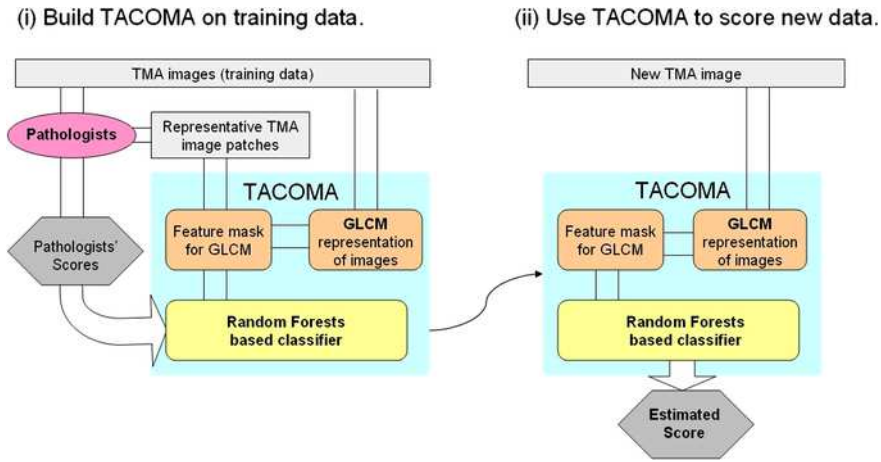 (i) Build TACOMA on training data.
TMA images (training data)
Pathologists
Representative TMA
image patches
TACOMA
Feature mask
for GLCM
GLCM
representation
of images
Pathologists'
Scores
Random Forests
based classifier
(ii) Use TACOMA to score new data.
New TMA image
TACOMA
Feature mask
for GLCM
GLCM
representation
of images
Random Forests
based classifier
Estimated
Score